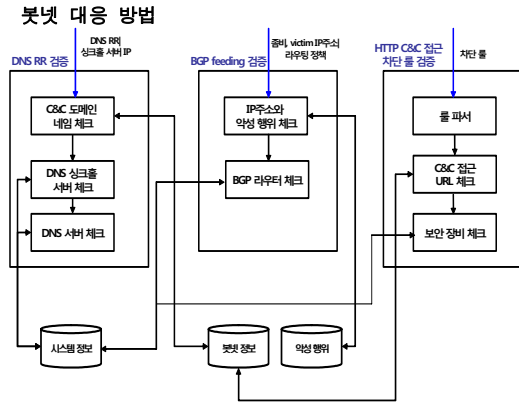 봇넷 대응 방법
DNS RR|
싱크홀 서버 IP
DNS RR 검증
C&C 도메인
네임 체크
DNS 싱크홀
서버 체크
DNS 서버 체크
좀비, victim IP주소|
라우팅 정책
BGP feeding 검증
IP주소와
악성 행위 체크
BGP 라우터 체크
HTTP C&C 접근
차단 룰 검증
차단 룰
룰 파서
C&C 접근
URL 체크
보안 장비 체크
시스템 정보
봇넷 정보
악성 행위